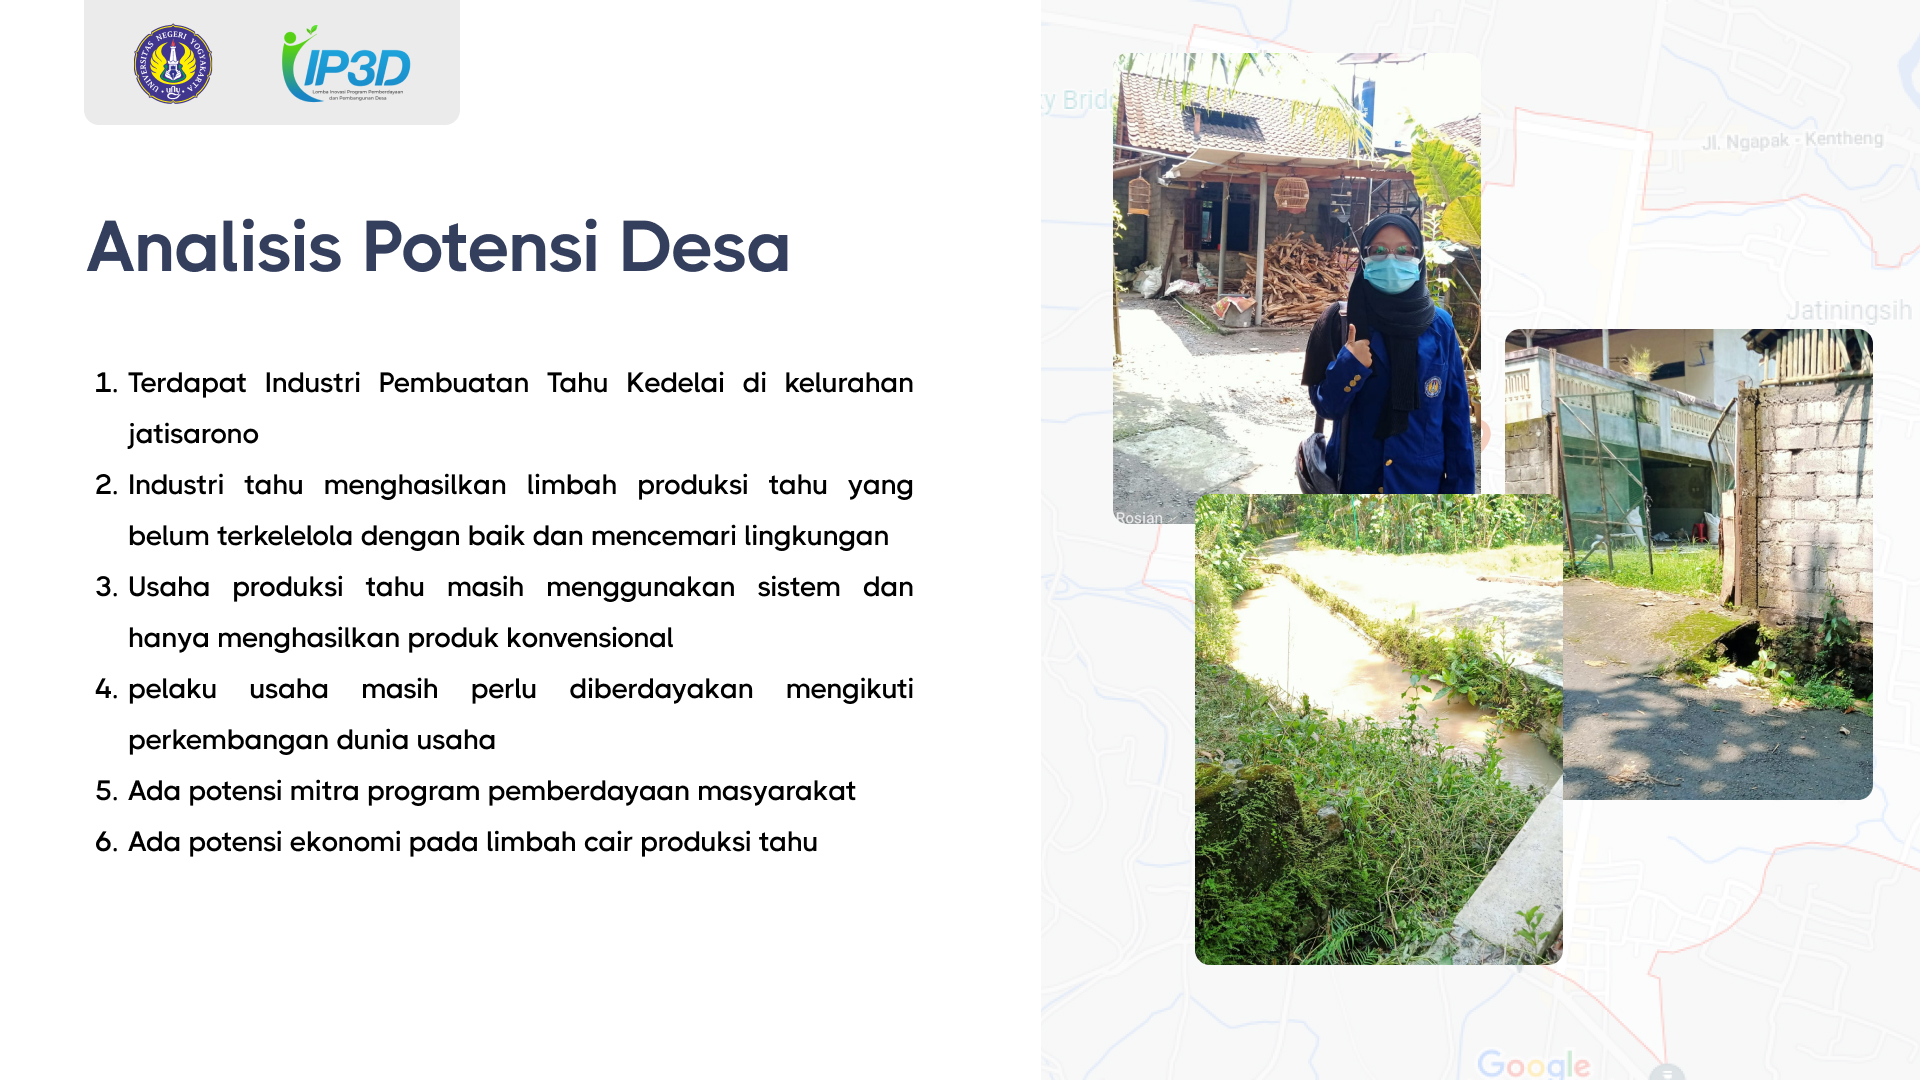 UNIVERSITAS NEGERI YOGYAKARTA
IP3D
Lomba Inovasi Program Pemberdayaan
dan Pembangunan Desa
Analisis Potensi Desa
1. Terdapat Industri Pembuatan Tahu Kedelai di kelurahan
jatisarono
2. Industri tahu menghasilkan limbah produksi tahu yang
belum terkelelola dengan baik dan mencemari lingkungan
3. Usaha produksi tahu masih menggunakan sistem dan
hanya menghasilkan produk konvensional
4. pelaku usaha masih perlu diberdayakan mengikuti
perkembangan dunia usaha
5. Ada potensi mitra program pemberdayaan masyarakat
6. Ada potensi ekonomi pada limbah cair produksi tahu
Jl. Ngapak - Kentheng
Jatiningsih
Rosian
Google